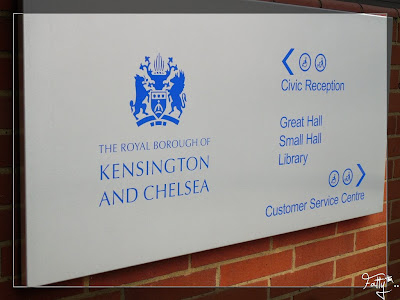 THE ROYAL BOROUGH OF
KENSINGTON
AND CHELSEA
Civic Reception
Great Hall
Small Hall
Library
Customer Service Centre